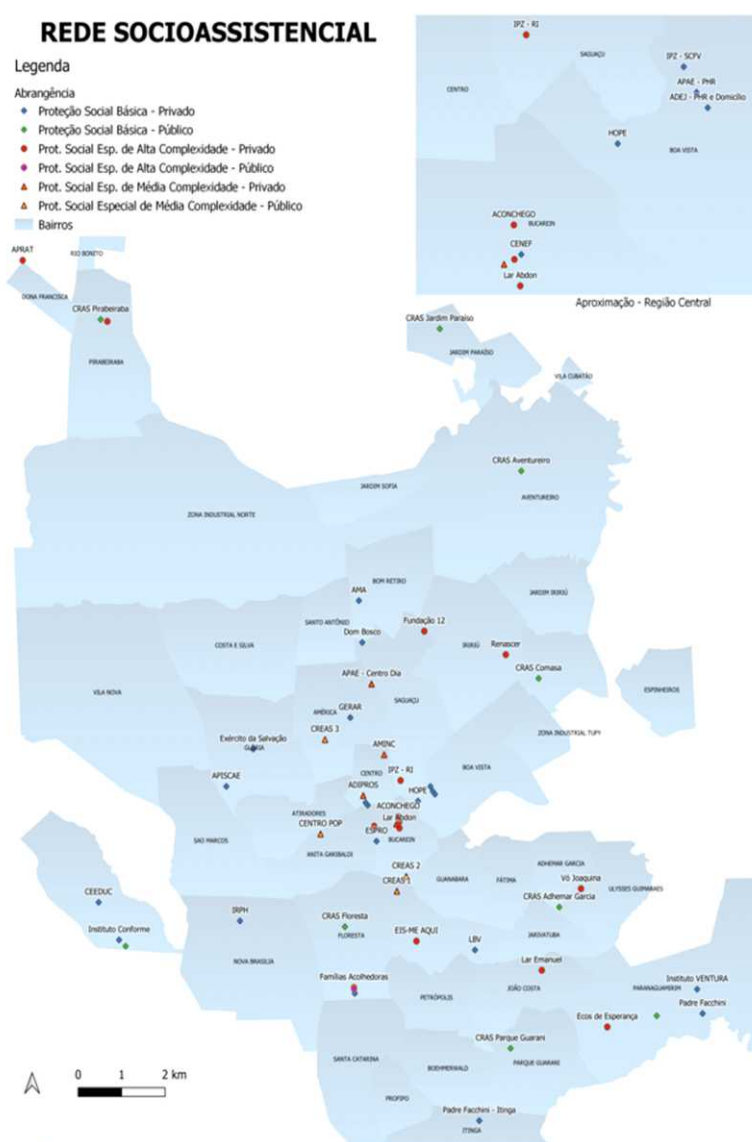 REDE SOCIOASSISTENCIAL
Legenda
Abrangência
Proteção Social Básica - Privado
Proteção Social Básica - Público
Prot. Social Esp. de Alta Complexidade - Privado
Prot. Social Esp. de Alta Complexidade - Público
Prot. Social Esp. de Média Complexidade - Privado
Prot. Social Especial de Média Complexidade - Público
Bairros
IPZ - RI
SAGUAÇU
IPZ - SCFV
CENTRO
APAE - PHR
ADEJ - PHR e Domicílio
HOPE
BOA VISTA
ACONCHEGO
BUCAREIN
CENEF
Lar Abdon
Aproximação - Região Central
APRAT
RIO BONITO
DONA FRANCISCA
CRAS Pirabeiraba
PIRABEIRABA
CRAS Jardim Paraíso
JARDIM PARAÍSO
VILA CUBATÃO
CRAS Aventureiro
JARDIM SOFIA
AVENTUREIRO
ZONA INDUSTRIAL NORTE
BOM RETIRO
AMA
JARDIM IRIRIÚ
SANTO ANTÔNIO
Fundação 12
Dom Bosco
COSTA E SILVA
IRIRIÚ
Renascer
CRAS Comasa
APAE - Centro Dia
VILA NOVA
ESPINHEIROS
SAGUAÇU
AMÉRICA
GERAR
CREAS 3
ZONA INDUSTRIAL TUPY
Exército da Salvação
GLÓRIA
AMINC
BOA VISTA
CENTRO
IPZ - RI
APISCAE
ADIPROS
HOPE
ACONCHEGO
ATIRADORES
Lar Abdon
CENTRO POP
ESPRO
BUCAREIN
SAO MARCOS
ANITA GARIBALDI
CREAS 2
ADHEMAR GARCIA
GUANABARA
FÁTIMA
CREAS 1
Vó Joaquina
ULYSSES GUIMARAES
CEEDUC
CRAS Adhemar Garcia
IRPH
CRAS Floresta
Instituto Conforme
FLORESTA
EIS-ME AQUI
LBV
JARIVATUBA
NOVA BRASILIA
Lar Emanuel
Famílias Acolhedoras
Instituto VENTURA
JOÃO COSTA
PARANAGUAMIRIM
PETRÓPOLIS
Padre Facchini
Ecos de Esperança
CRAS Parque Guarani
SANTA CATARINA
PARQUE GUARANI
BOEHMERWALD
0 1 2 km
PROFIPO
Padre Facchini - Itinga
ITINGA